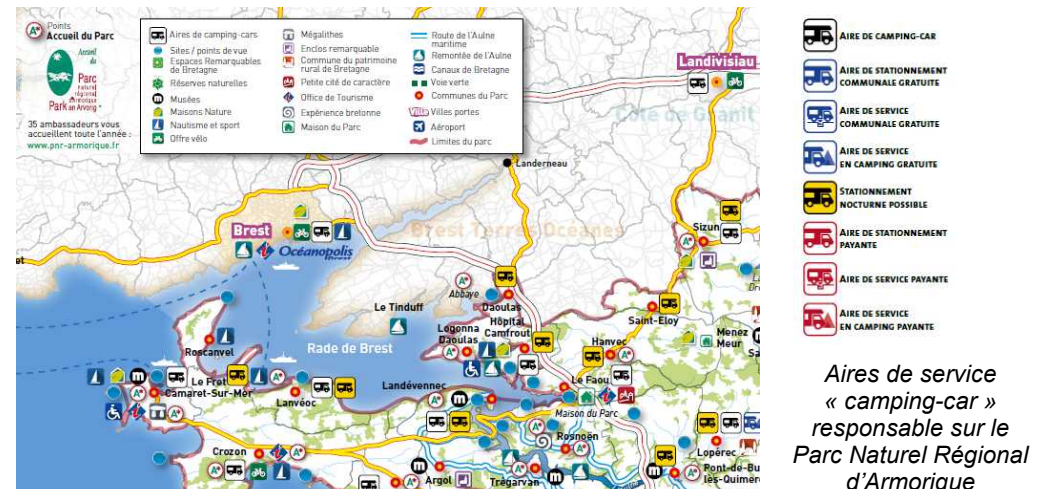 Points
Accueil du Parc
Accueil
du
Parc
naturel
régional
d'armorique
Park an Arvorig
35 ambassadeurs vous
accueillent toute l'année :
www.pnr-armorique.fr
Aires de camping-cars
Sites / points de vue
Espaces Remarquables
de Bretagne
Réserves naturelles
Musées
Maisons Nature
Nautisme et sport
Offre vélo
Mégalithes
Enclos remarquable
Commune du patrimoine
rural de Bretagne
Petite cité de caractère
Office de Tourisme
Expérience bretonne
Maison du Parc
Route de l'Aulne
maritime
Remontée de l'Aulne
Canaux de Bretagne
Voie verte
Communes du Parc
Villes
Villes portes
Aéroport
Limites du parc
Landivisiau
Côte de Granit
Landerneau
Brest
Océanopolis
Brest
Brest Terres Océanes
Sizun
Abbaye
Daoulas
Le Tinduff
Rade de Brest
Logonna
Daoulas
Hôpital
Camfrout
Saint-Eloy
Hanvec
Menez
Meur
Roscanvel
Le Fret
Camaret-Sur-Mer
Lanvéoc
Landévennec
Le Faou
Maison du Parc
Rosnoën
Crozon
Argol
Trégarvan
Lopérec
Pont-de-Bu
lès-Quimer
AIRE DE CAMPING-CAR
AIRE DE STATIONNEMENT
COMMUNALE GRATUITE
AIRE DE SERVICE
COMMUNALE GRATUITE
AIRE DE SERVICE
EN CAMPING GRATUITE
STATIONNEMENT
NOCTURNE POSSIBLE
AIRE DE STATIONNEMENT
PAYANTE
AIRE DE SERVICE PAYANTE
AIRE DE SERVICE
EN CAMPING PAYANTE
Aires de service
« camping-car »
responsable sur le
Parc Naturel Régional
d'Armorique